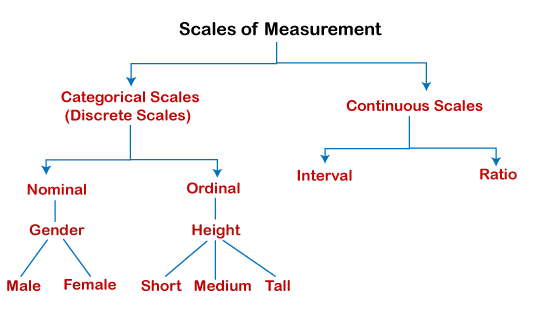 Scales of Measurement
Categorical Scales
(Discrete Scales)
Continuous Scales
Nominal
Ordinal
Interval
Ratio
Gender
Height
Male
Female
Short
Medium
Tall